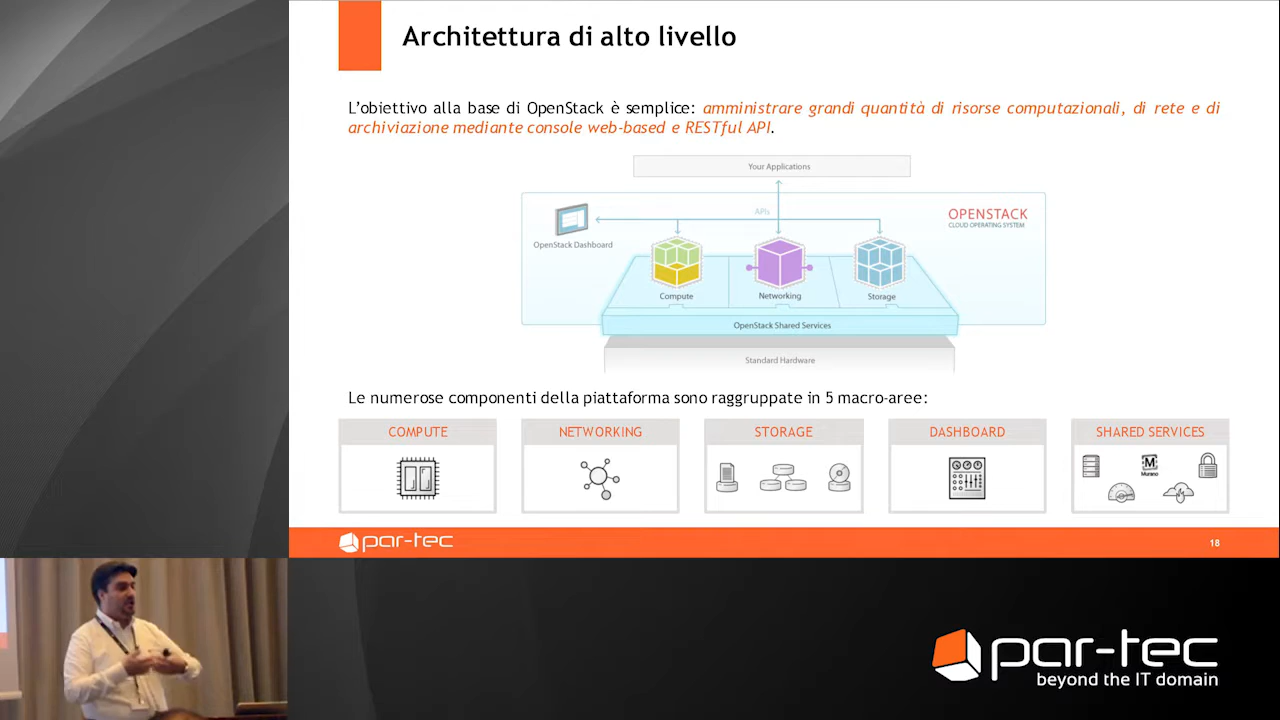 Architettura di alto livello
L'obiettivo alla base di OpenStack è semplice: amministrare grandi quantità di risorse computazionali, di rete e di
archiviazione mediante console web-based e RESTful API.
Your Applications
APIs
OPENSTACK
CLOUD OPERATING SYSTEM
OpenStack Dashboard
Compute
Networking
Storage
OpenStack Shared Services
Standard Hardware
Le numerose componenti della piattaforma sono raggruppate in 5 macro-aree:
COMPUTE
NETWORKING
STORAGE
DASHBOARD
SHARED SERVICES
M
Murano
par-tec
18
par-tec
beyond the IT domain